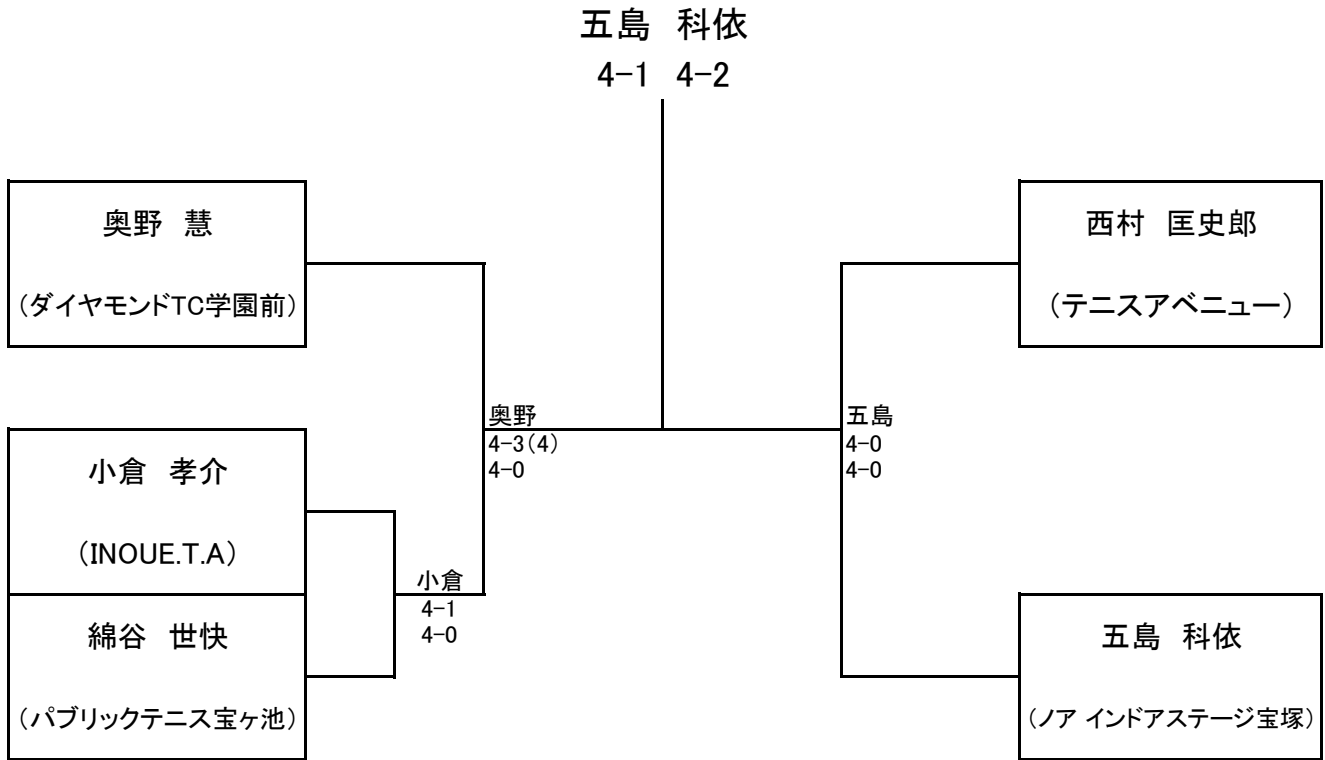 五島　科依
4-1　4-2
奥野　慧
（ダイヤモンドTC学園前）
小倉　孝介
（INOUE.T.A）
綿谷　世快
（パブリックテニス宝ヶ池）
小倉
4-1
4-0
奥野
4-3（4）
4-0
五島
4-0
4-0
西村　匡史郎
（テニスアベニュー）
五島　科依
（ノア インドアステージ宝塚）